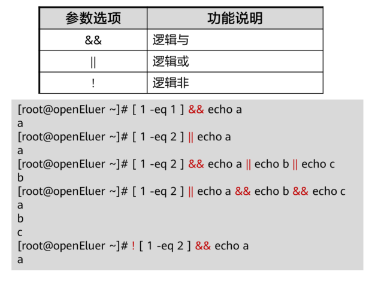 参数选项 功能说明
&& 逻辑与
|| 逻辑或
! 逻辑非
[root@openEluer ~]# [ 1 -eq 1 ] && echo a
a
[root@openEluer ~]# [ 1 -eq 2 ] || echo a
a
[root@openEluer ~]# [ 1 -eq 2 ] && echo a || echo b || echo c
b
[root@openEluer ~]# [ 1 -eq 2 ] || echo a && echo b && echo c
a
b
c
[root@openEluer ~]# ! [ 1 -eq 2 ] && echo a
a